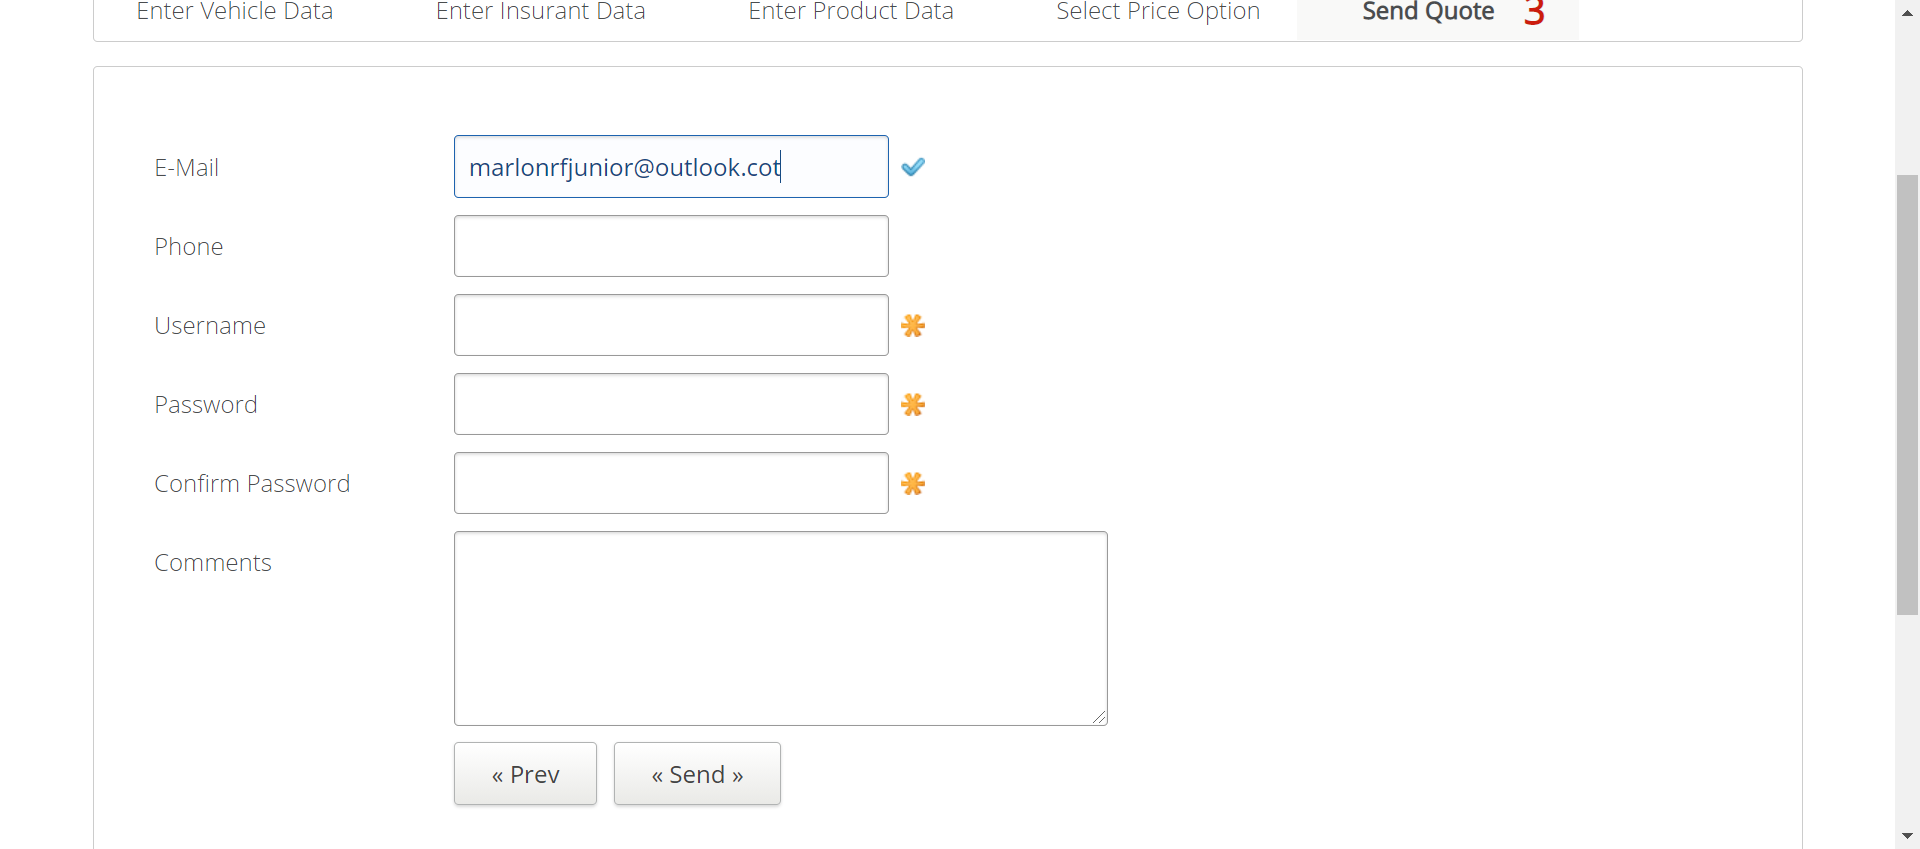 Enter Vehicle Data Enter Insurant Data Enter Product Data Select Price Option Send Quote 3
E-Mail marlonrfjunior@outlook.cot
Phone
Username
Password
Confirm Password
Comments
« Prev « Send »